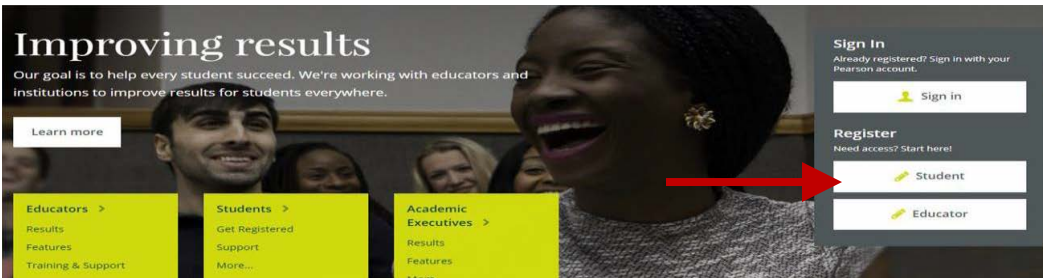 Improving results
Our goal is to help every student succeed. We're working with educators and
institutions to improve results for students everywhere.
Learn more
Educators >
Results
Features
Training & Support
Students >
Get Registered
Support
More...
Academic
Executives >
Results
Features
Sign In
Already registered? Sign in with your
Pearson account.
Sign in
Register
Need access? Start here!
Student
Educator